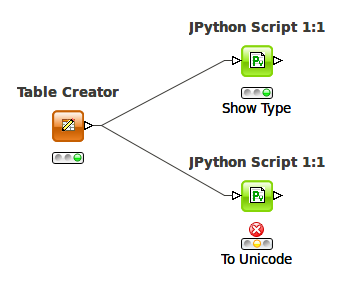 JPython Script 1:1
Show Type
Table Creator
JPython Script 1:1
To Unicode